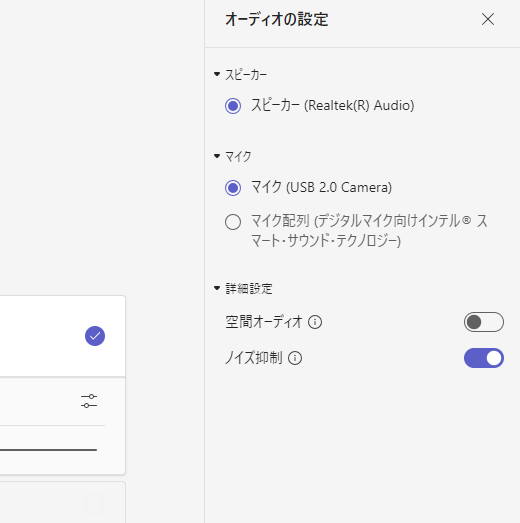 オーディオの設定
スピーカー
スピーカー (Realtek(R) Audio)
マイク
マイク (USB 2.0 Camera)
マイク配列 (デジタルマイク向けインテル® ス
マート・サウンド・テクノロジー)
詳細設定
空間オーディオ
ノイズ抑制